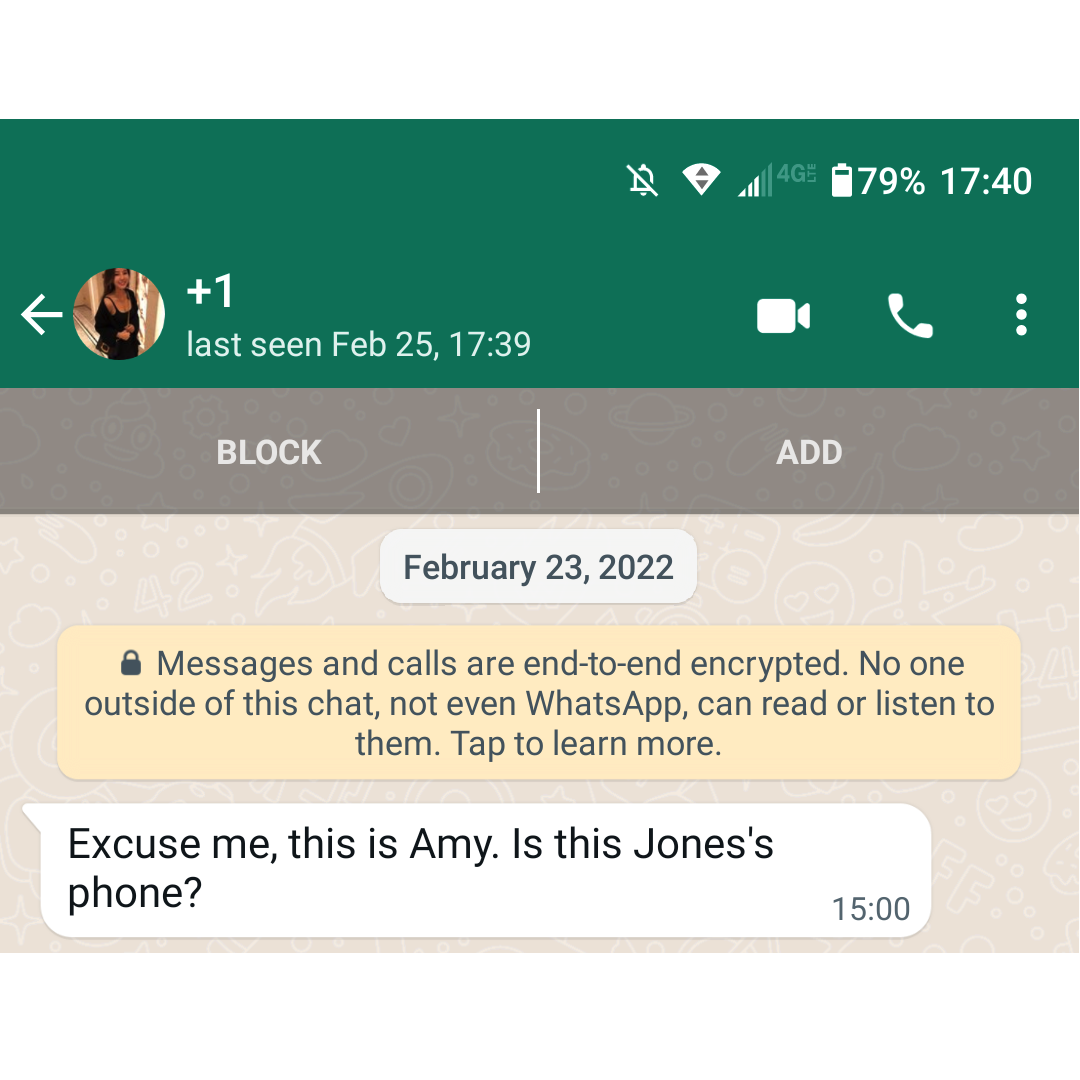 4G LTE 79% 17:40
+1
last seen Feb 25, 17:39
BLOCK ADD
February 23, 2022
Messages and calls are end-to-end encrypted. No one
outside of this chat, not even WhatsApp, can read or listen to
them. Tap to learn more.
Excuse me, this is Amy. Is this Jones's
phone?
15:00